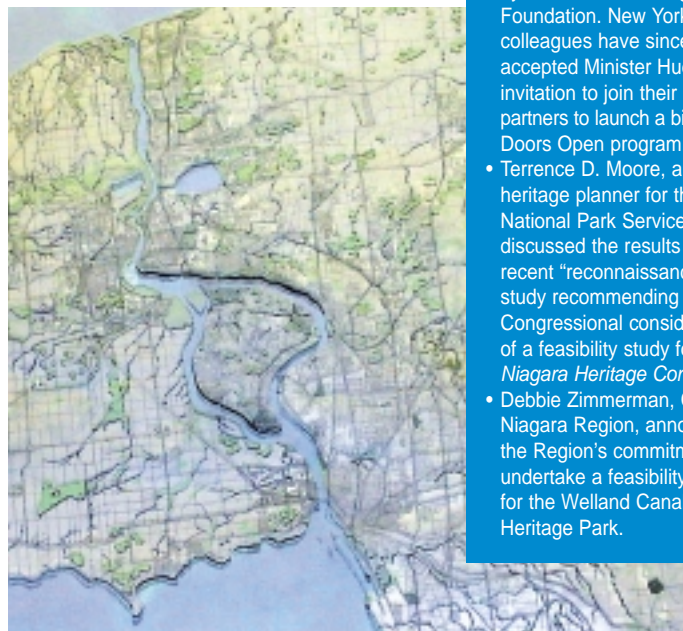 Foundation. New York
colleagues have since
accepted Minister
invitation to join their
partners to launch a
Doors Open program
• Terrence D. Moore, a
heritage planner for
National Park Service
discussed the results
recent “reconnaissance
study recommending
Congressional
of a feasibility study
Niagara Heritage
• Debbie Zimmerman,
Niagara Region,
the Region’s
undertake a feasibility
for the Welland
Heritage Park.